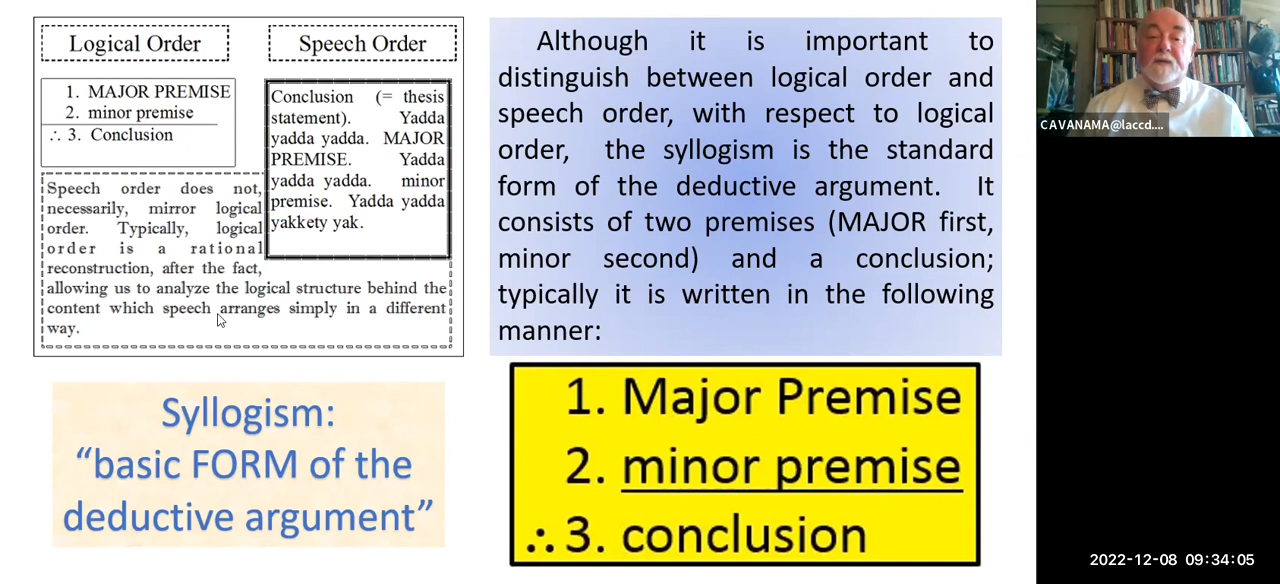 Logical Order
Speech Order
1. MAJOR PREMISE
2. minor premise
∴ 3. Conclusion
Conclusion (= thesis
statement). Yadda
yadda yadda. MAJOR
PREMISE. Yadda
yadda yadda. minor
premise. Yadda yadda
yakkety yak.
Speech order does not,
necessarily, mirror logical
order. Typically, logical
order is a rational
reconstruction, after the fact,
allowing us to analyze the logical structure behind the
content which speech arranges simply in a different
way.
Syllogism:
“basic FORM of the
deductive argument”
Although it is important to
distinguish between logical order and
speech order, with respect to logical
order, the syllogism is the standard
form of the deductive argument. It
consists of two premises (MAJOR first,
minor second) and a conclusion;
typically it is written in the following
manner:
1. Major Premise
2. minor premise
∴ 3. conclusion
CAVANAMA@laccd....
2022-12-08 09:34:05